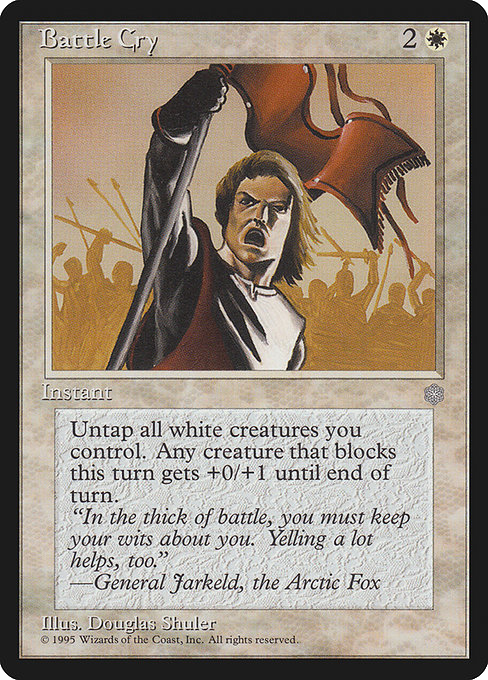 Battle Cry 2
Instant
Untap all white creatures you
control. Any creature that blocks
this turn gets +0/+1 until end of
turn.
“In the thick of battle, you must keep
your wits about you. Yelling a lot
helps, too.”
—General Jarkeld, the Arctic Fox
Illus. Douglas Shuler
© 1995 Wizards of the Coast, Inc. All rights reserved.